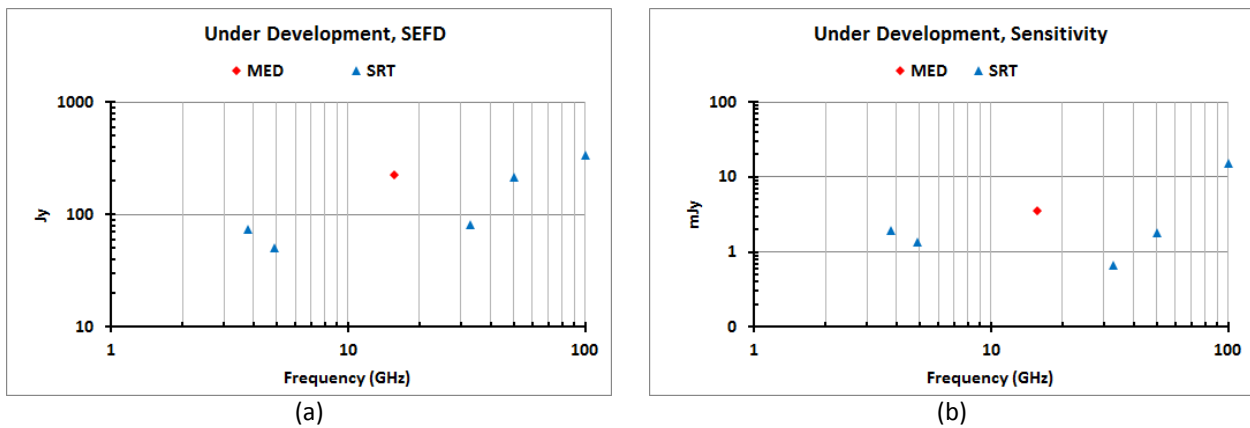 Under Development, SEFD
MED SRT
1000
100
10
Jy
1 10 100
Frequency (GHz)
(a)
Under Development, Sensitivity
MED SRT
100
10
1
0
mJy
1 10 100
Frequency (GHz)
(b)